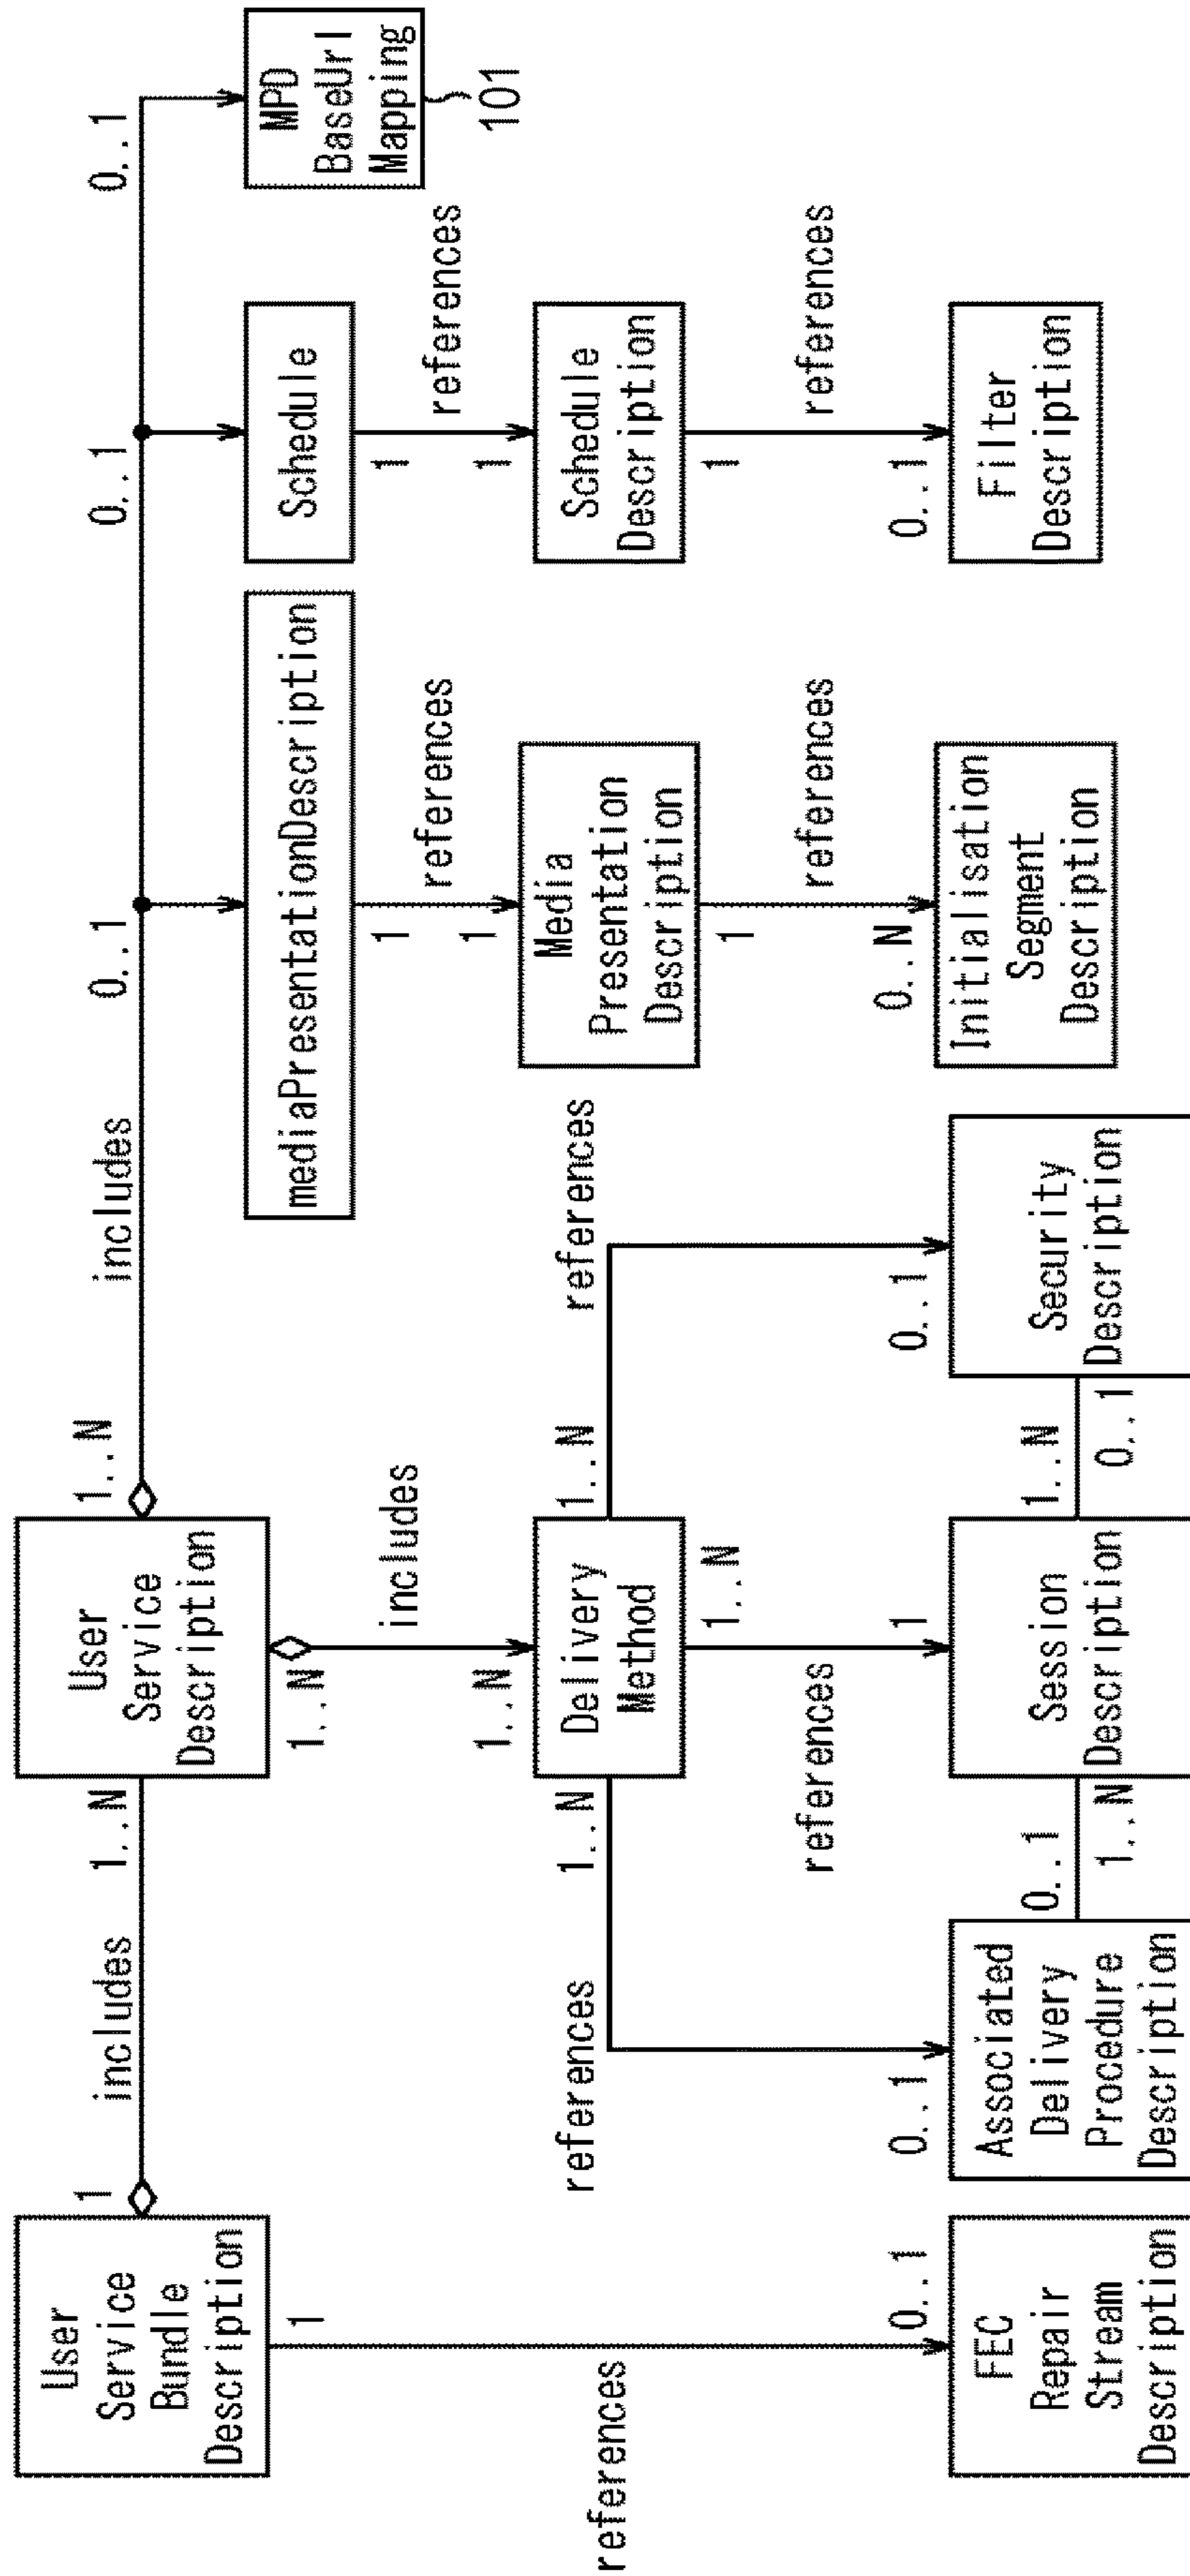 User
Service
Bundle
Description
1
includes
1..N
User
Service
Description
1..N
includes
0..1
0..1
0..1
1
references
0..1
FEC
Repair
Stream
Description
1..N
includes
1..N
Delivery
Method
mediaPresentationDescription
1
references
1
Media
Presentation
Description
1
references
0..N
Initialisation
Segment
Description
Schedule
1
references
1
Schedule
Description
1
references
0..1
Filter
Description
MPD
BaseUrl
Mapping
101
1..N
references
0..1
Associated
Delivery
Procedure
Description
1..N
references
1
Session
Description
1..N
references
0..1
Security
Description
0..1
1..N
1..N
0..1